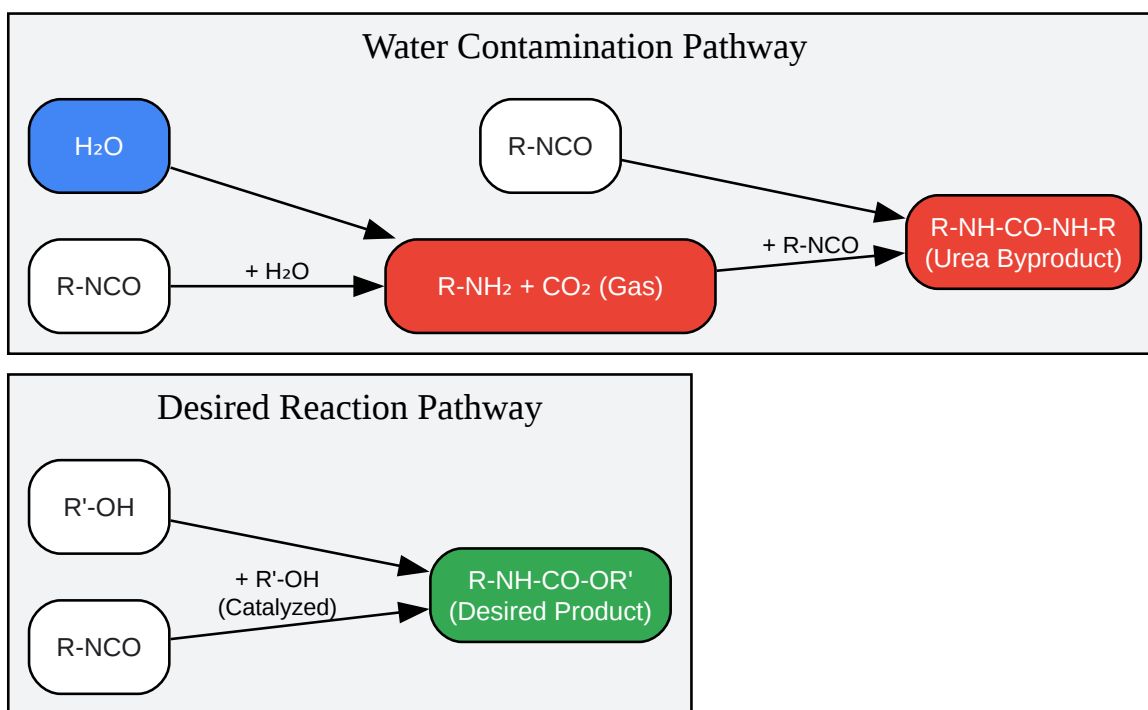 Water Contamination Pathway
H₂O
R-NCO
R-NCO
+ H₂O
R-NH₂ + CO₂ (Gas)
+ R-NCO
R-NH-CO-NH-R
(Urea Byproduct)
Desired Reaction Pathway
R'-OH
R-NCO
+ R'-OH
(Catalyzed)
R-NH-CO-OR'
(Desired Product)